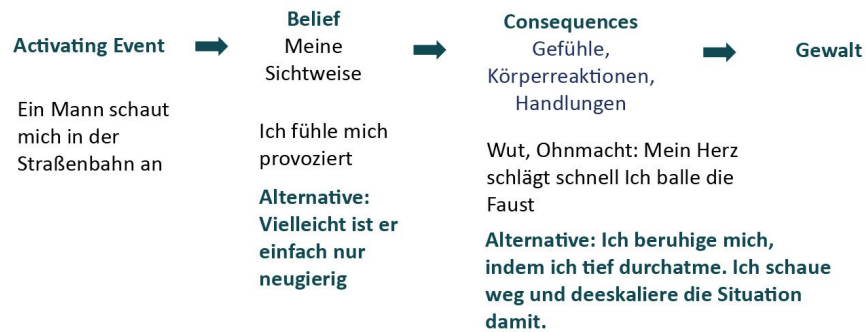 Activating Event
Ein Mann schaut
mich in der
Straßenbahn an
Belief
Meine
Sichtweise
Ich fühle mich
provoziert
Alternative:
Vielleicht ist er
einfach nur
neugierig
Consequences
Gefühle,
Körperreaktionen,
Handlungen
Wut, Ohnmacht: Mein Herz
schlägt schnell Ich balle die
Faust
Alternative: Ich beruhige mich,
indem ich tief durchatme. Ich schaue
weg und deeskaliere die Situation
damit.
Gewalt